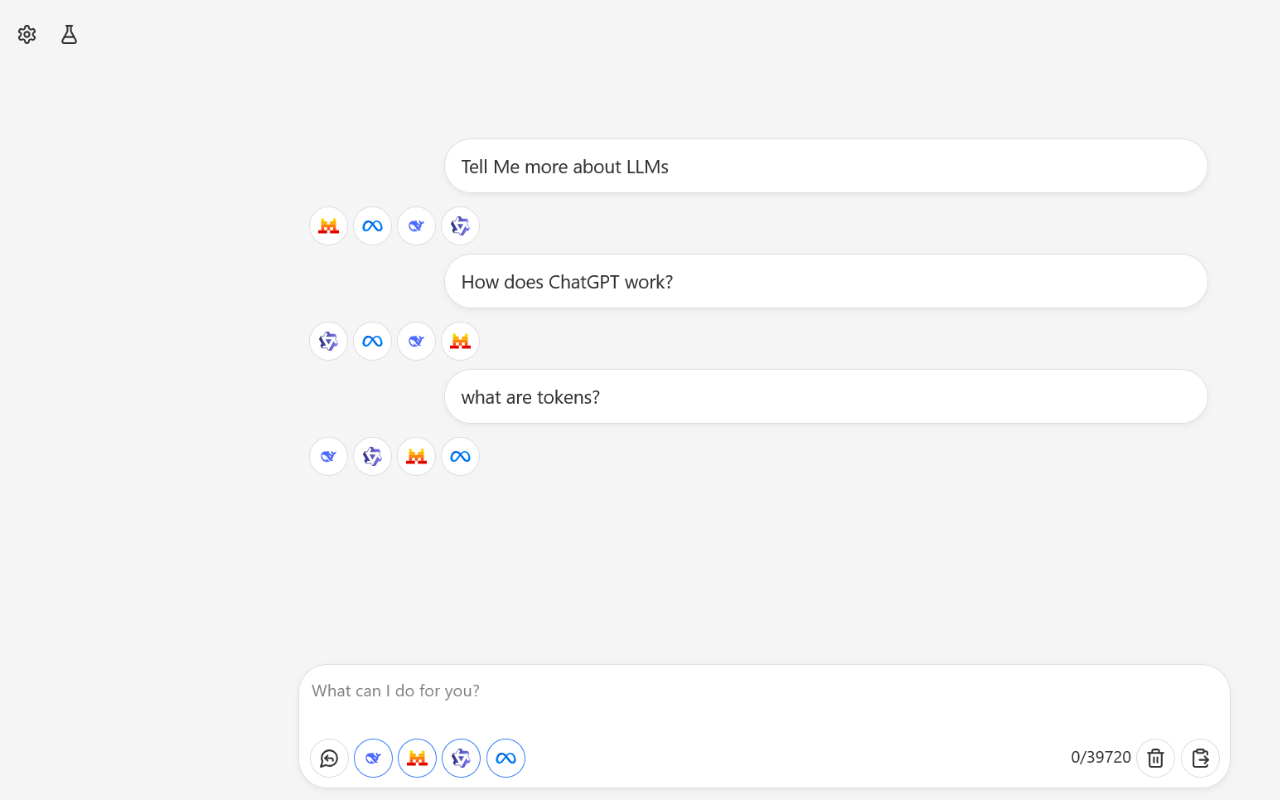 Tell Me more about LLMs
How does ChatGPT work?
what are tokens?
What can I do for you?
0/39720